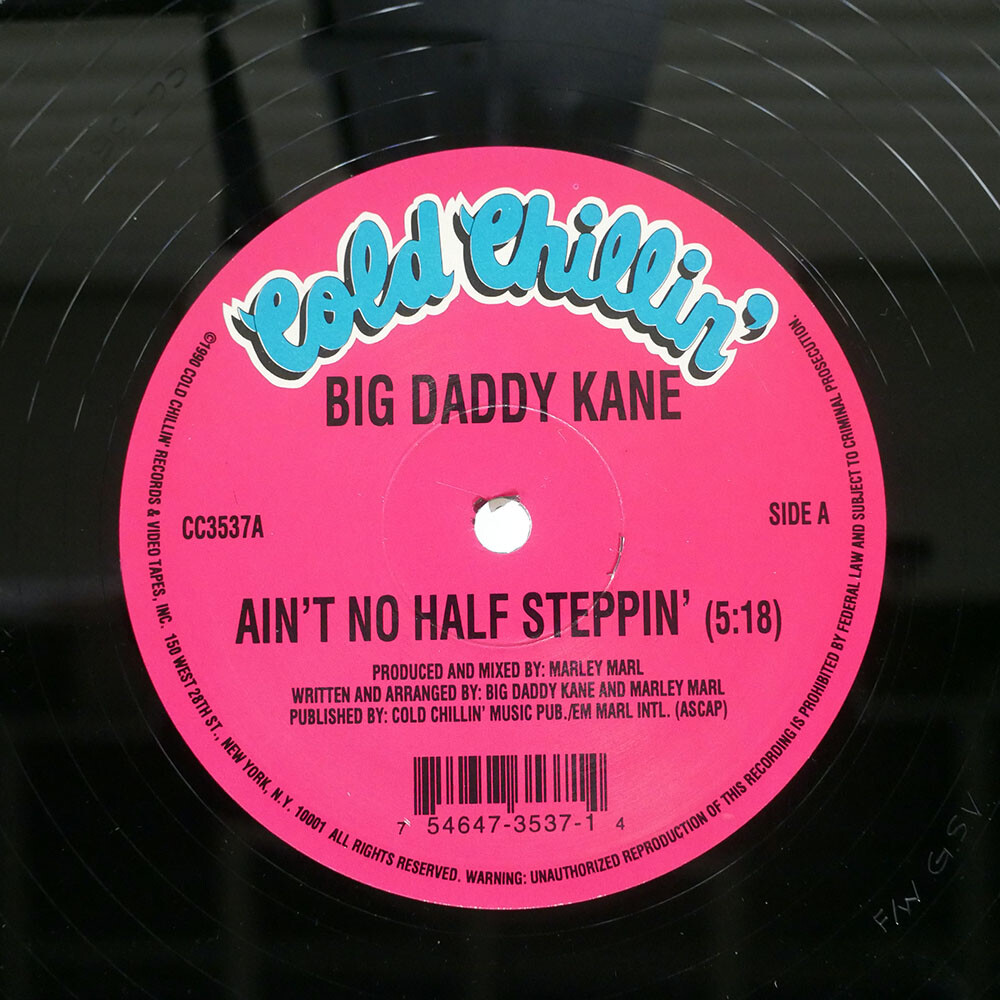 Cold Chillin'
BIG DADDY KANE
CC3537A
SIDE A
AIN'T NO HALF STEPPIN' (5:18)
PRODUCED AND MIXED BY: MARLEY MARL
WRITTEN AND ARRANGED BY: BIG DADDY KANE AND MARLEY MARL
PUBLISHED BY: COLD CHILLIN' MUSIC PUB./EM MARL INTL. (ASCAP)
7 54647-3537-1 4
©1990 COLD CHILLIN' RECORDS & VIDEO TAPES, INC. 150 WEST 28TH ST., NEW YORK, N.Y. 10001 ALL RIGHTS RESERVED. WARNING: UNAUTHORIZED REPRODUCTION OF THIS RECORDING IS PROHIBITED BY FEDERAL LAW AND SUBJECT TO CRIMINAL PROSECUTION.
F/W G.S.V.